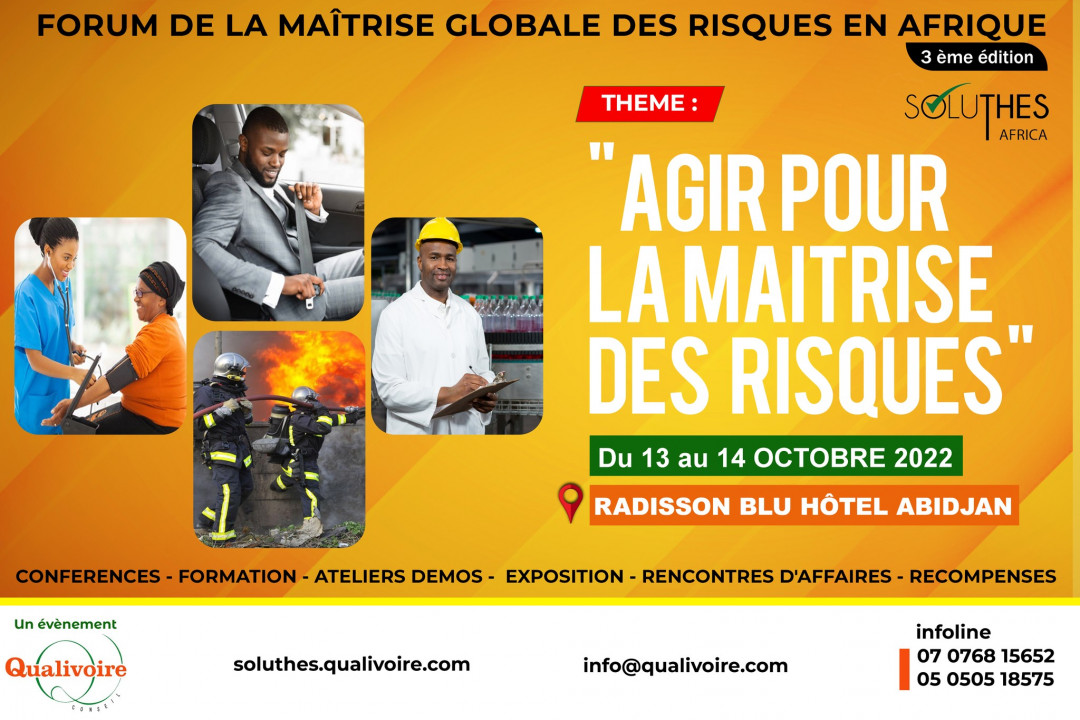 FORUM DE LA MAÎTRISE GLOBALE DES RISQUES EN AFRIQUE
3 ème édition
SOLUTHES
AFRICA
THEME :
"AGIR POUR
LA MAITRISE
DES RISQUES"
Du 13 au 14 OCTOBRE 2022
RADISSON BLU HÔTEL ABIDJAN
CONFERENCES - FORMATION - ATELIERS DEMOS - EXPOSITION - RENCONTRES D'AFFAIRES - RECOMPENSES
Un évènement
Qualivoire
CONSEIL
soluthes.qualivoire.com
info@qualivoire.com
infoline
07 0768 15652
05 0505 18575